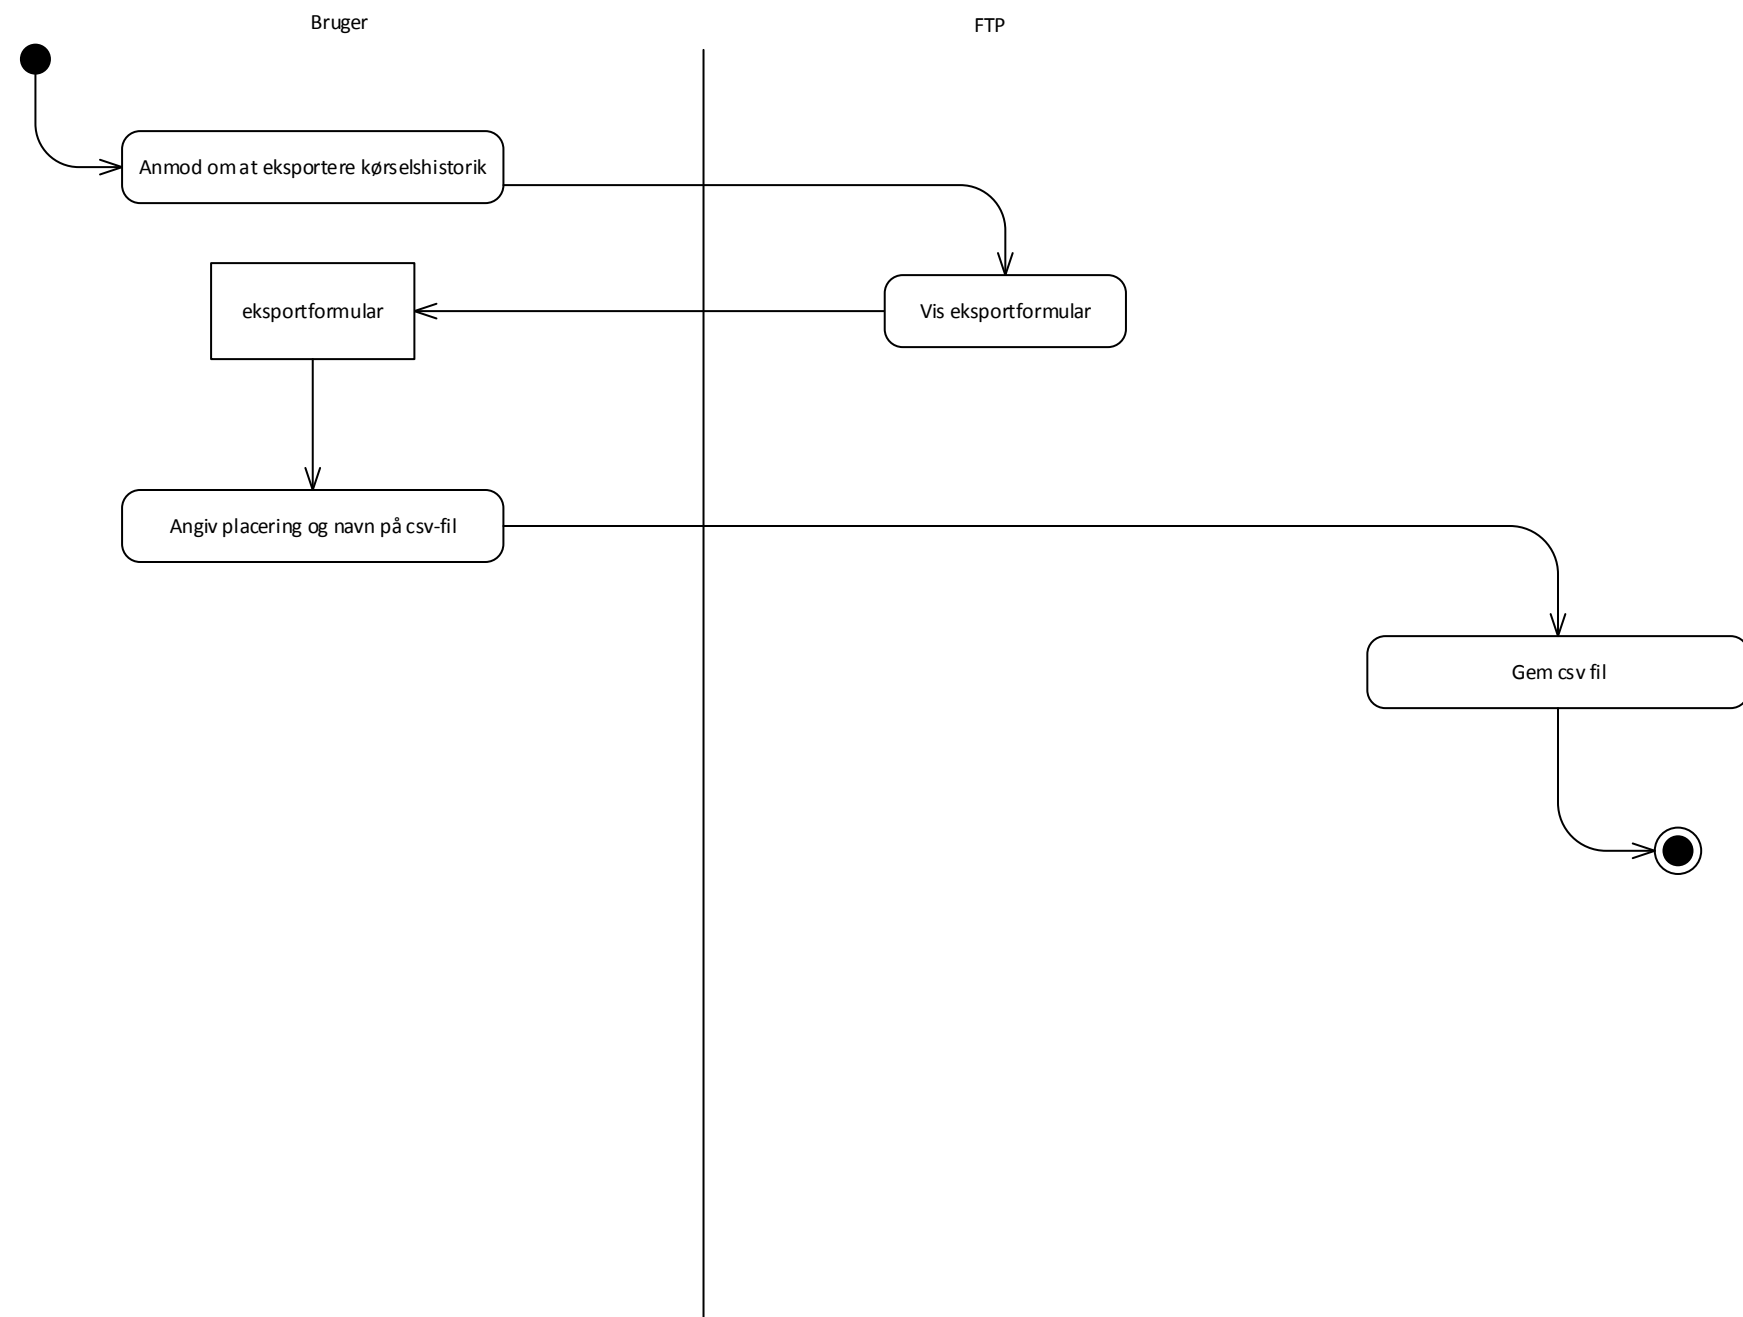 Bruger
FTP
Anmod om at eksportere kørselshistorik
eksportformular
Vis eksportformular
Angiv placering og navn på csv-fil
Gem csv fil